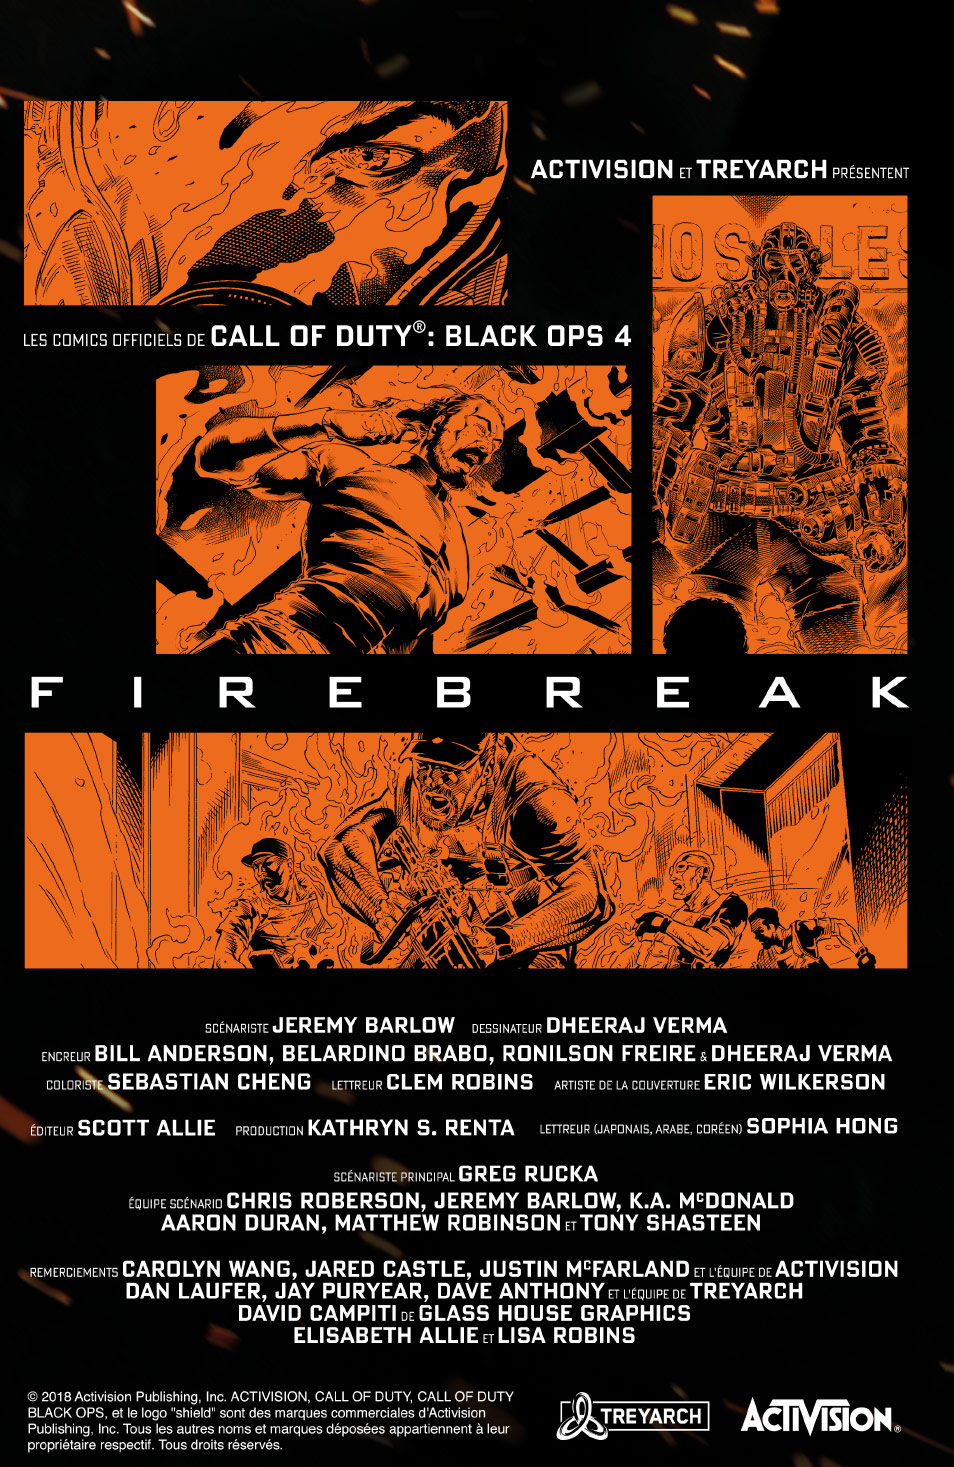 ACTIVISION ET TREYARCH PRÉSENTENT
LES COMICS OFFICIELS DE CALL OF DUTY®: BLACK OPS 4
FIREBREAK
SCÉNARISTE JEREMY BARLOW DESSINATEUR DHEERAJ VERMA
ENCREUR BILL ANDERSON, BELARDINO BRABO, RONILSON FREIRE & DHEERAJ VERMA
COLORISTE SEBASTIAN CHENG LETTREUR CLEM ROBINS ARTISTE DE LA COUVERTURE ERIC WILKERSON
ÉDITEUR SCOTT ALLIE PRODUCTION KATHRYN S. RENTA LETTREUR (JAPONAIS, ARABE, CORÉEN) SOPHIA HONG
SCÉNARISTE PRINCIPAL GREG RUCKA
ÉQUIPE SCÉNARIO CHRIS ROBERSON, JEREMY BARLOW, K.A. McDONALD
AARON DURAN, MATTHEW ROBINSON ET TONY SHASTEEN
REMERCIEMENTS CAROLYN WANG, JARED CASTLE, JUSTIN McFARLAND ET L'ÉQUIPE DE ACTIVISION
DAN LAUFER, JAY PURYEAR, DAVE ANTHONY ET L'ÉQUIPE DE TREYARCH
DAVID CAMPITI DE GLASS HOUSE GRAPHICS
ELISABETH ALLIE ET LISA ROBINS
© 2018 Activision Publishing, Inc. ACTIVISION, CALL OF DUTY, CALL OF DUTY
BLACK OPS, et le logo "shield" sont des marques commerciales d'Activision
Publishing, Inc. Tous les autres noms et marques déposées appartiennent à leur
propriétaire respectif. Tous droits réservés.
TREYARCH
ACTIVISION®